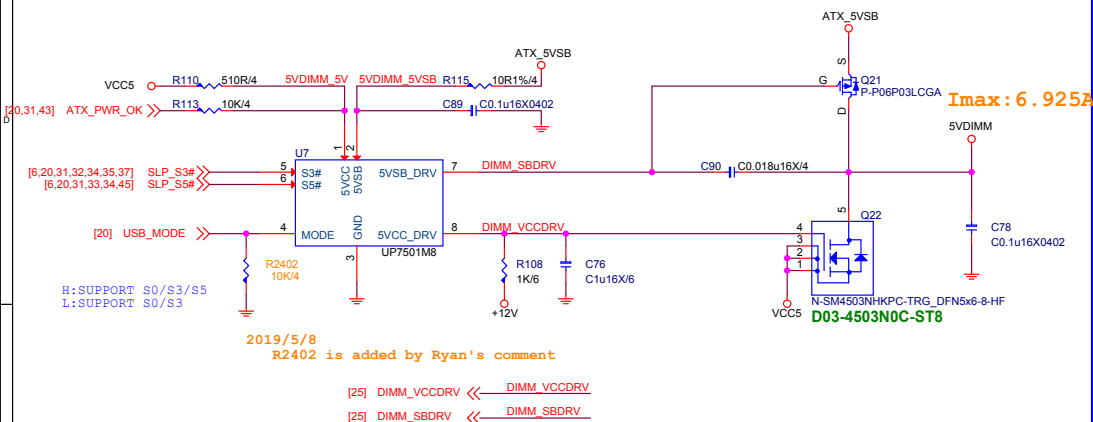 ATX_5VSB
ATX_5VSB
VCC5
R110
510R/4
5VDIMM_5V
5VDIMM_5VSB
R115
10R1%/4
S
G
Q21
P-P06P03LCGA
D
Imax:6.925A
[20,31,43] ATX_PWR_OK
R113
10K/4
C89
C0.1u16X0402
D
5VDIMM
U7
1
2
[6,20,31,32,34,35,37] SLP_S3#
5
S3#
5VCC
5VSB
5VSB_DRV
7
DIMM_SBDRV
C90
C0.018u16X/4
[6,20,31,33,34,45] SLP_S5#
6
S5#
5
Q22
[20] USB_MODE
4
MODE
GND
5VCC_DRV
8
DIMM_VCCDRV
4
3
2
1
C78
C0.1u16X0402
UP7501M8
3
R2402
10K/4
R108
1K/6
C76
C1u16X/6
H:SUPPORT S0/S3/S5
L:SUPPORT S0/S3
+12V
VCC5
N-SM4503NHKPC-TRG_DFN5x6-8-HF
D03-4503N0C-ST8
2019/5/8
R2402 is added by Ryan's comment
[25] DIMM_VCCDRV
DIMM_VCCDRV
[25] DIMM_SBDRV
DIMM_SBDRV